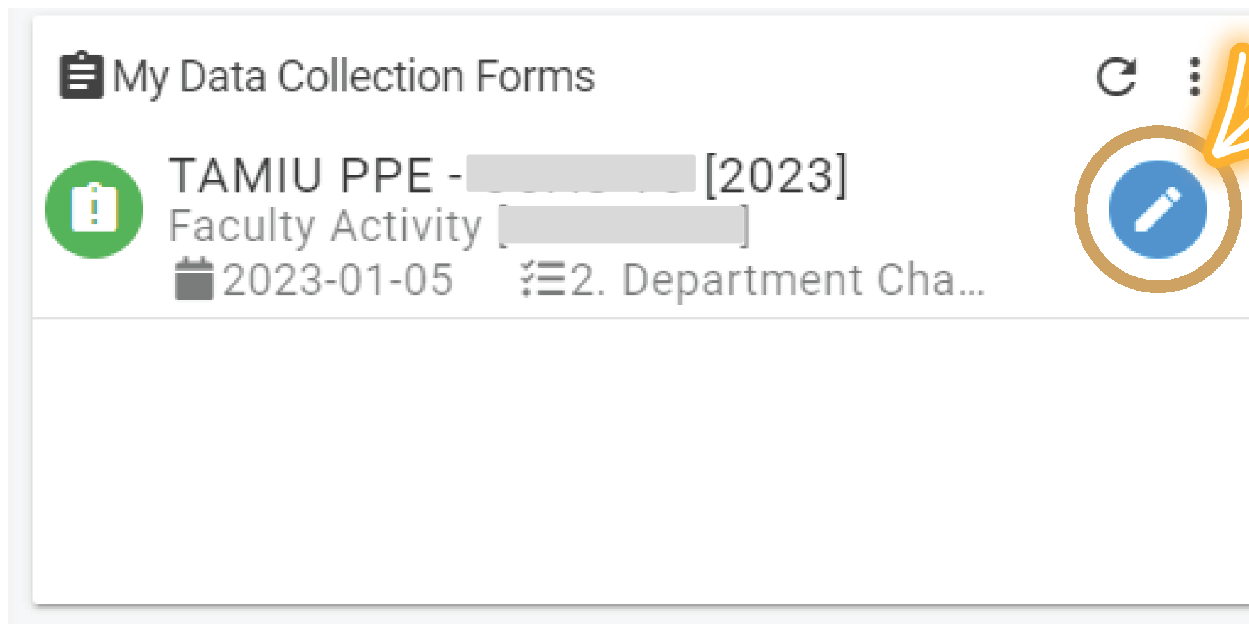 My Data Collection Forms
TAMIU PPE - [2023]
Faculty Activity [ ]
2023-01-05 2. Department Cha...